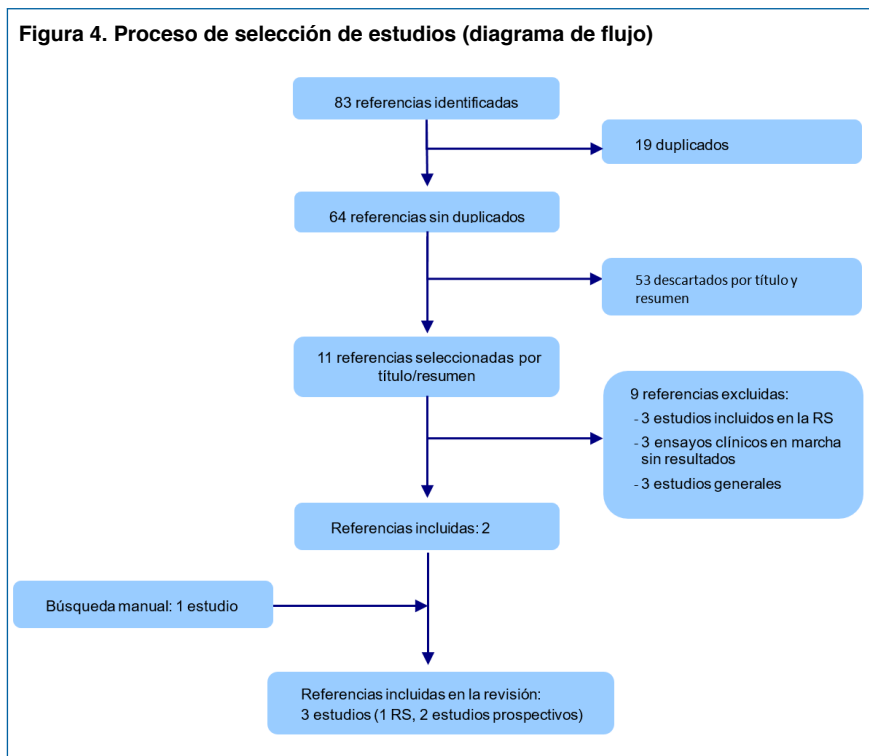 Figura 4. Proceso de selección de estudios (diagrama de flujo)
83 referencias identificadas
19 duplicados
64 referencias sin duplicados
53 descartados por título y
resumen
11 referencias seleccionadas por
título/resumen
9 referencias excluidas:
- 3 estudios incluidos en la RS
- 3 ensayos clínicos en marcha
sin resultados
- 3 estudios generales
Referencias incluidas: 2
Búsqueda manual: 1 estudio
Referencias incluidas en la revisión:
3 estudios (1 RS, 2 estudios prospectivos)